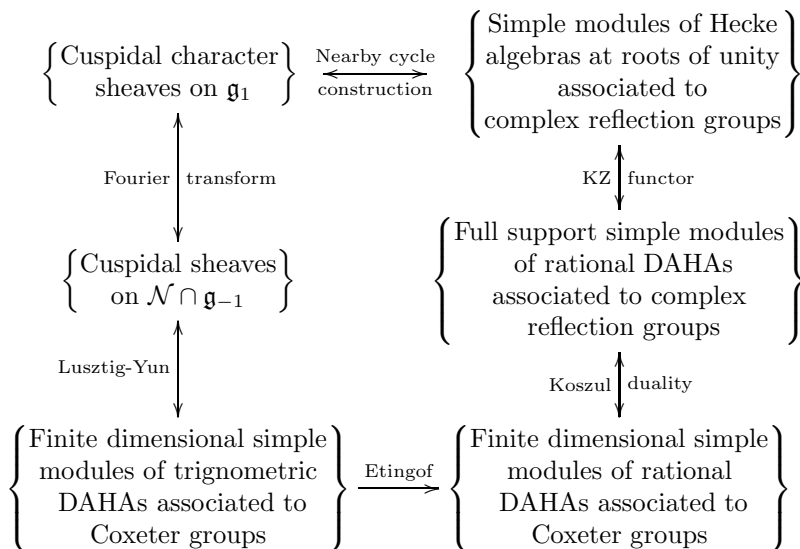 Cuspidal character
sheaves on 𝔤₁
Nearby cycle
construction
Simple modules of Hecke
algebras at roots of unity
associated to
complex reflection groups
Fourier transform
KZ functor
Cuspidal sheaves
on 𝒩 ∩ 𝔤₋₁
Full support simple modules
of rational DAHAs
associated to complex
reflection groups
Lusztig-Yun
Koszul duality
Finite dimensional simple
modules of trignometric
DAHAs associated to
Coxeter groups
Etingof
Finite dimensional simple
modules of rational
DAHAs associated to
Coxeter groups